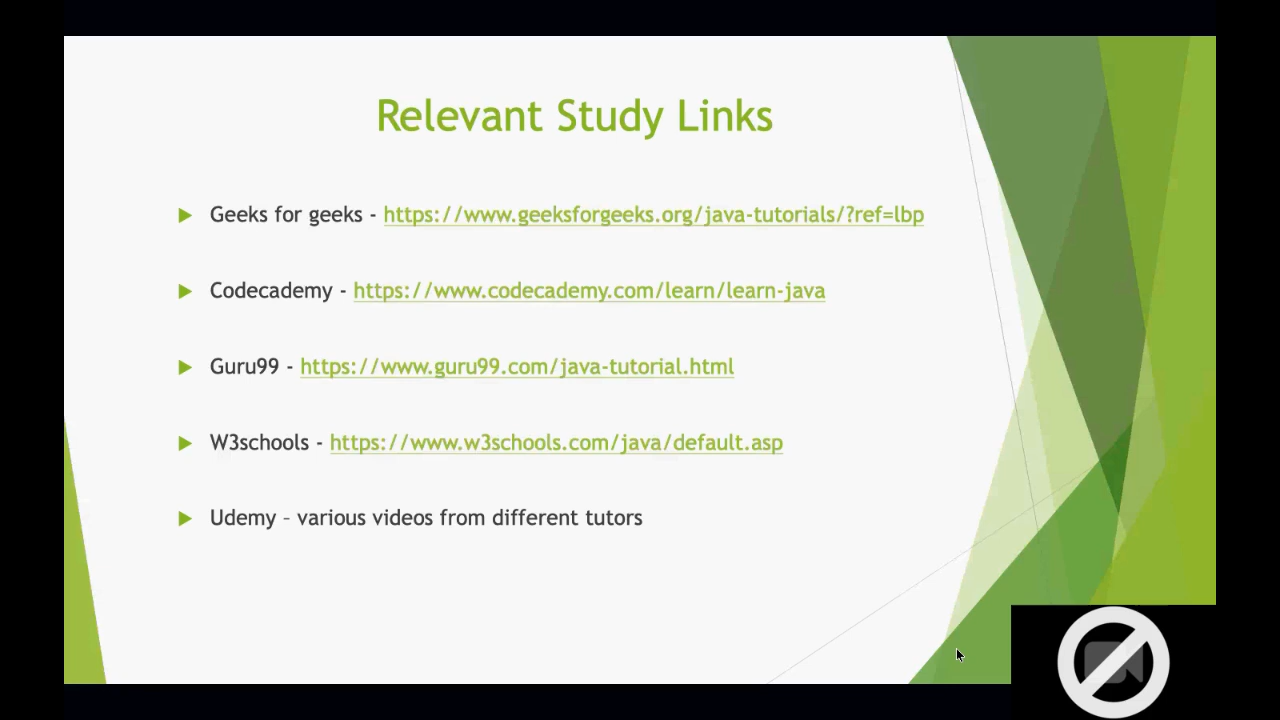 Relevant Study Links
Geeks for geeks - https://www.geeksforgeeks.org/java-tutorials/?ref=lbp
Codecademy - https://www.codecademy.com/learn/learn-java
Guru99 - https://www.guru99.com/java-tutorial.html
W3schools - https://www.w3schools.com/java/default.asp
Udemy – various videos from different tutors